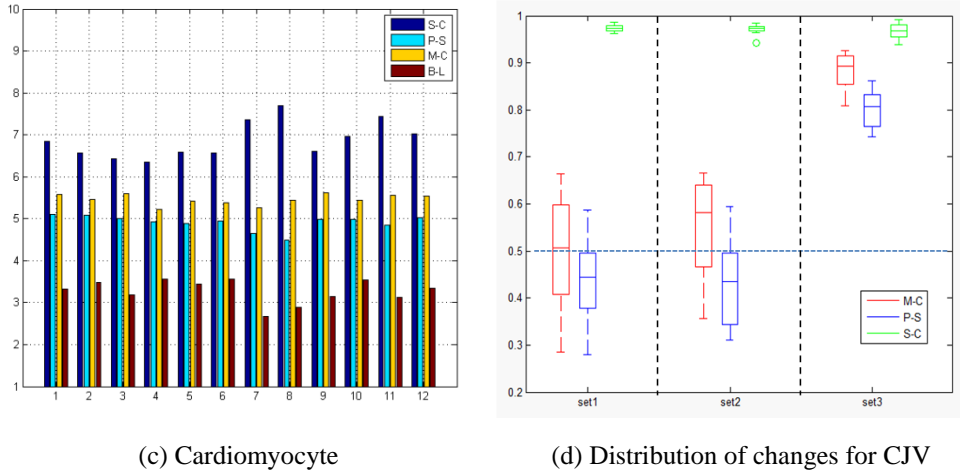 10
9
8
7
6
5
4
3
2
1
S-C
P-S
M-C
B-L
1 2 3 4 5 6 7 8 9 10 11 12
(c) Cardiomyocyte
1
0.9
0.8
0.7
0.6
0.5
0.4
0.3
0.2
M-C
P-S
S-C
set1 set2 set3
(d) Distribution of changes for CJV